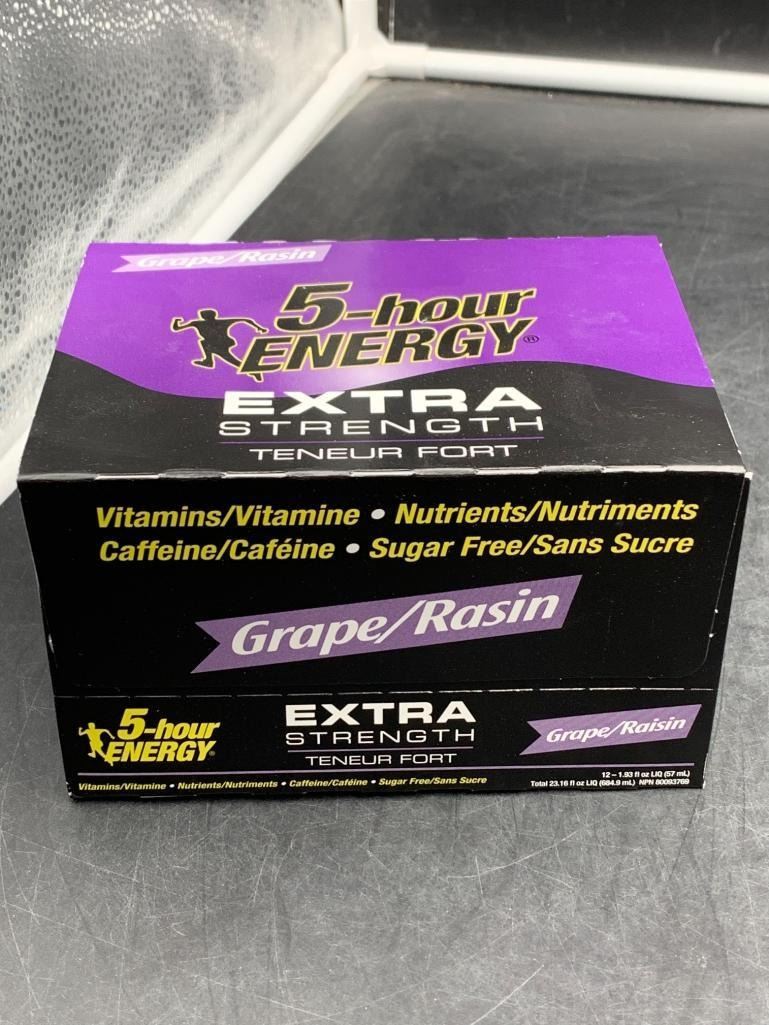 Grape/Rasin
5-hour
ENERGY®
EXTRA
STRENGTH
TENEUR FORT
Vitamins/Vitamine • Nutrients/Nutriments
Caffeine/Caféine • Sugar Free/Sans Sucre
Grape/Rasin
5-hour
ENERGY®
EXTRA
STRENGTH
TENEUR FORT
Grape/Raisin
Vitamins/Vitamine • Nutrients/Nutriments • Caffeine/Caféine • Sugar Free/Sans Sucre
12 – 1.93 fl oz LIQ (57 mL)
Total 23.16 fl oz LIQ (684.9 mL) NPN 80093769